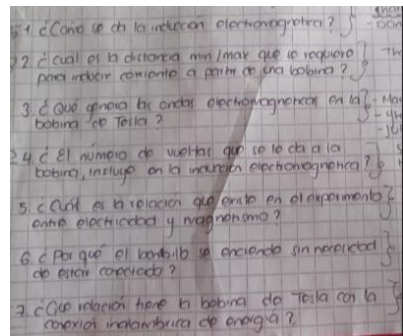 1. ¿Cómo se da la inducción electromagnetica?
2. ¿Cuál es la distancia min/max que se requiere
para inducir corriente a partir de una bobina?
3. ¿Qué genera las ondas electromagneticas en la
bobina de Tesla?
4. ¿El número de vueltas que se le da a la
bobina, influye en la inducción electromagnética?
5. ¿Cuál es la relación que existe en el experimento
entre electricidad y magnetismo?
6. ¿Por qué el bombillo se enciende sin necesidad
de estar conectado?
7. ¿Que relación tiene la bobina de Tesla con la
conexión inalambrica de energía?